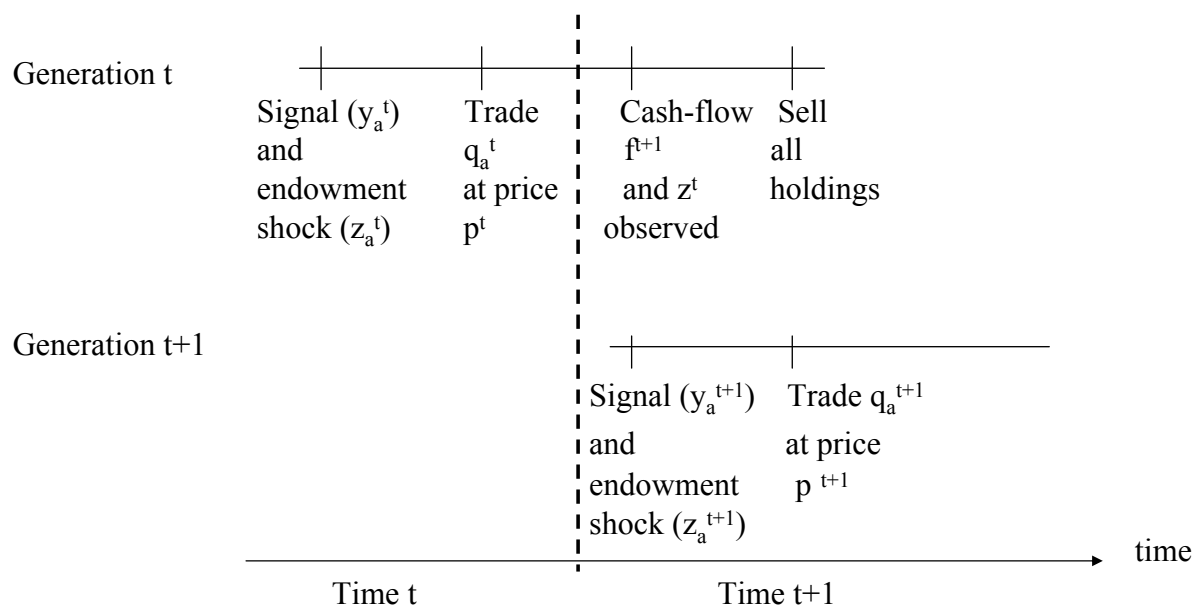 Generation t
Signal (y_a^t) Trade Cash-flow Sell
and q_a^t f^{t+1} all
endowment at price and z^t holdings
shock (z_a^t) p^t observed
Generation t+1
Signal (y_a^{t+1}) Trade q_a^{t+1}
and at price
endowment p^{t+1}
shock (z_a^{t+1})
time
Time t Time t+1